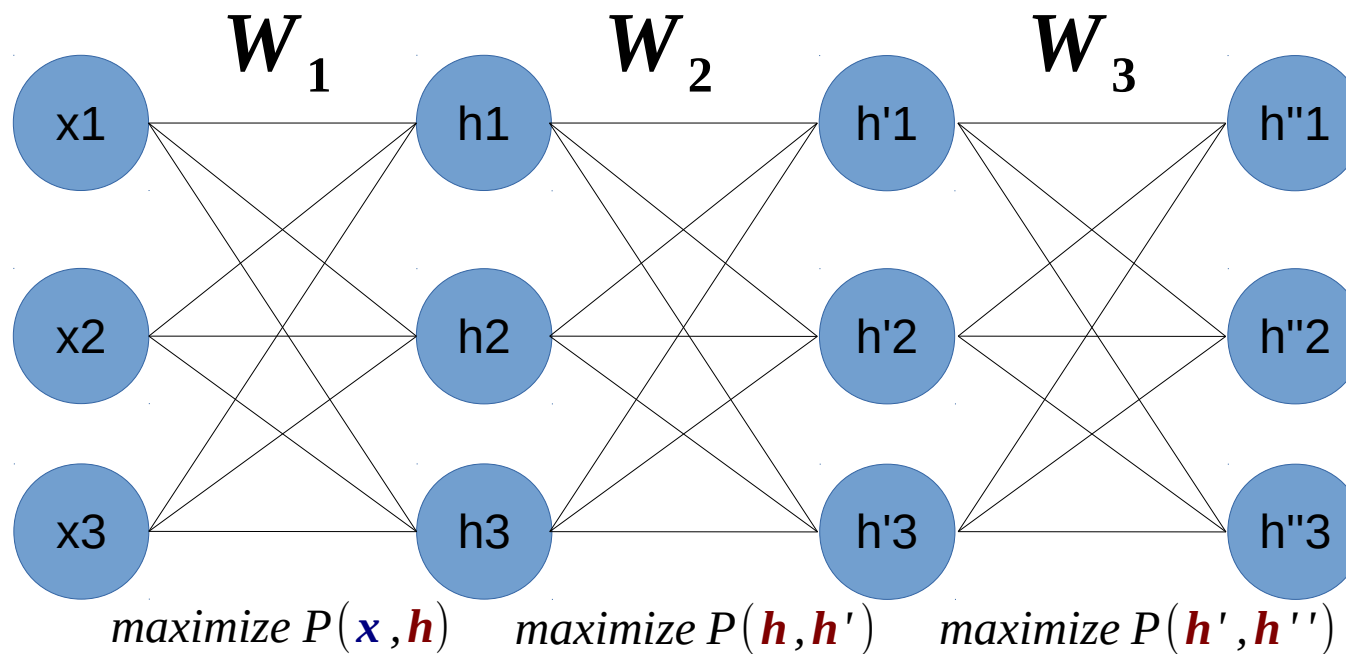 W1 W2 W3
x1 h1 h'1 h''1
x2 h2 h'2 h''2
x3 h3 h'3 h''3
maximize P(x,h) maximize P(h,h') maximize P(h',h'')